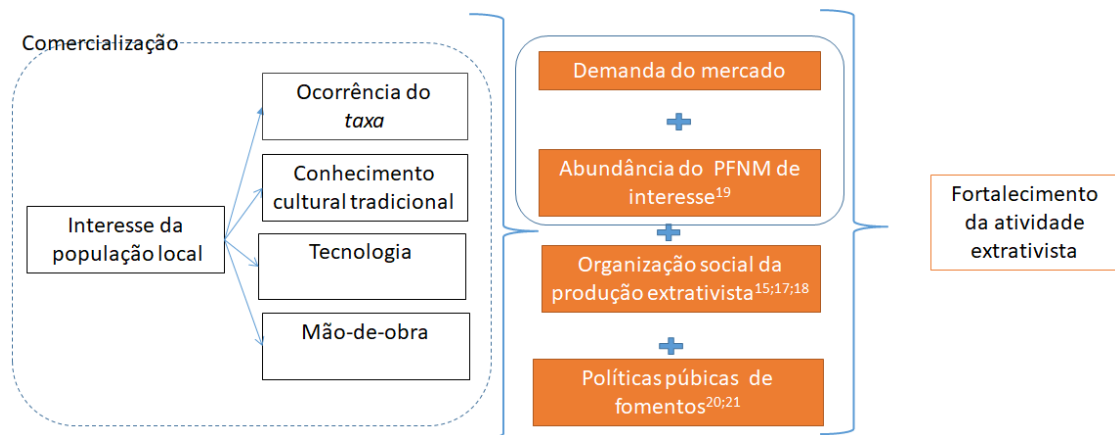 Comercialização
Interesse da
população local
Ocorrência do
taxa
Conhecimento
cultural tradicional
Tecnologia
Mão-de-obra
Demanda do mercado
Abundância do PFNM de
interesse19
Organização social da
produção extrativista15;17;18
Políticas púbicas de
fomentos20;21
Fortalecimento
da atividade
extrativista